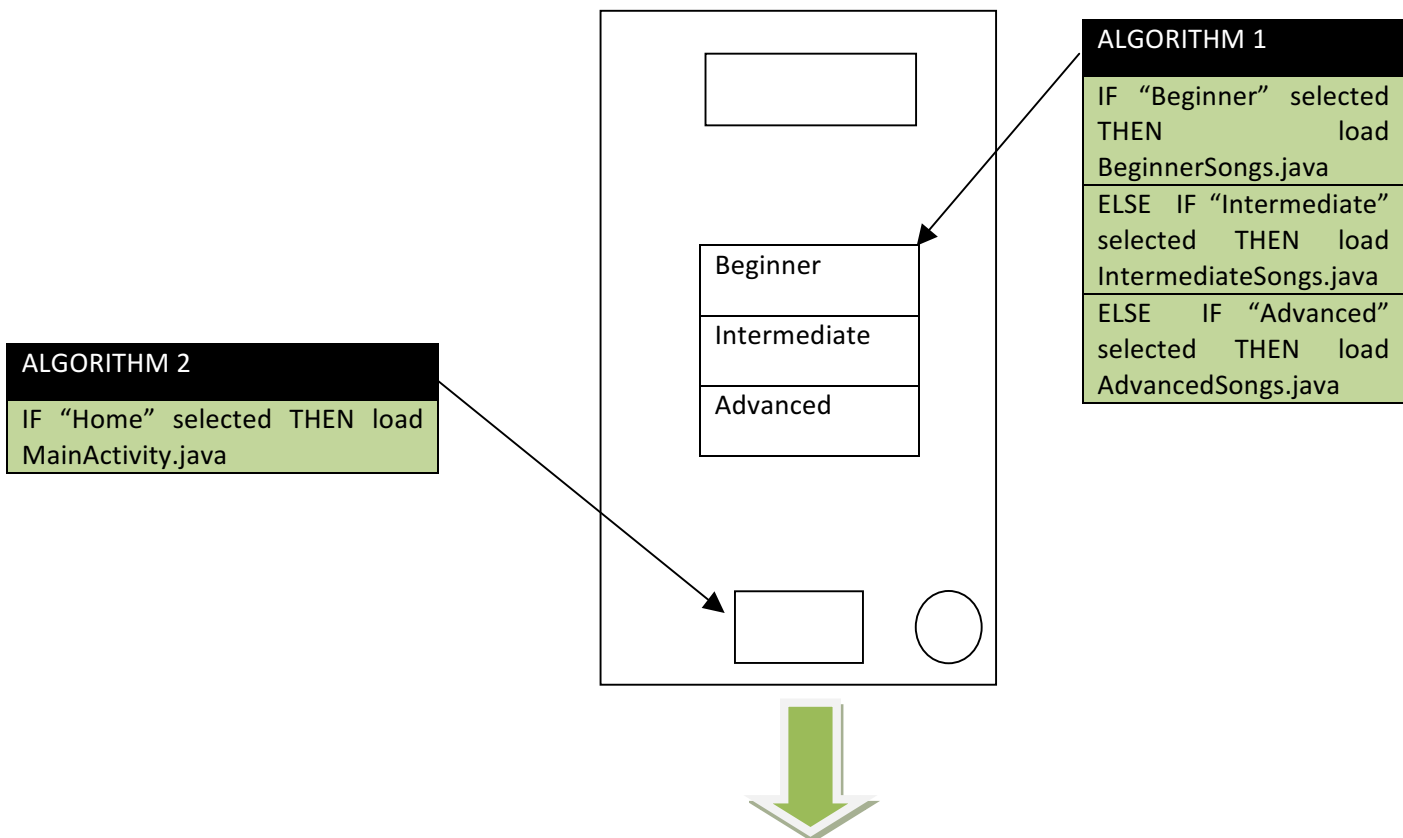 ALGORITHM 1
IF “Beginner” selected
THEN load
BeginnerSongs.java
ELSE IF “Intermediate”
selected THEN load
IntermediateSongs.java
ELSE IF “Advanced”
selected THEN load
AdvancedSongs.java
Beginner
Intermediate
Advanced
ALGORITHM 2
IF “Home” selected THEN load
MainActivity.java